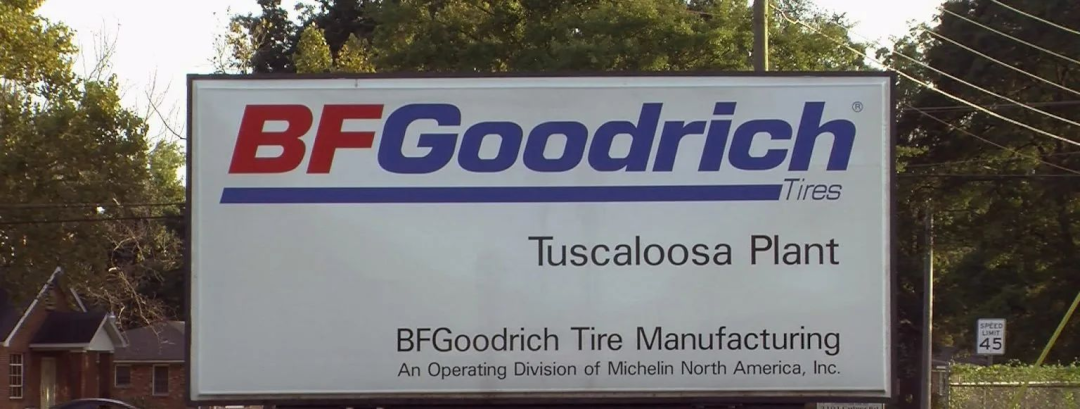 BFGoodrich®
Tires
Tuscaloosa Plant
BFGoodrich Tire Manufacturing
An Operating Division of Michelin North America, Inc.
SPEED
LIMIT
45